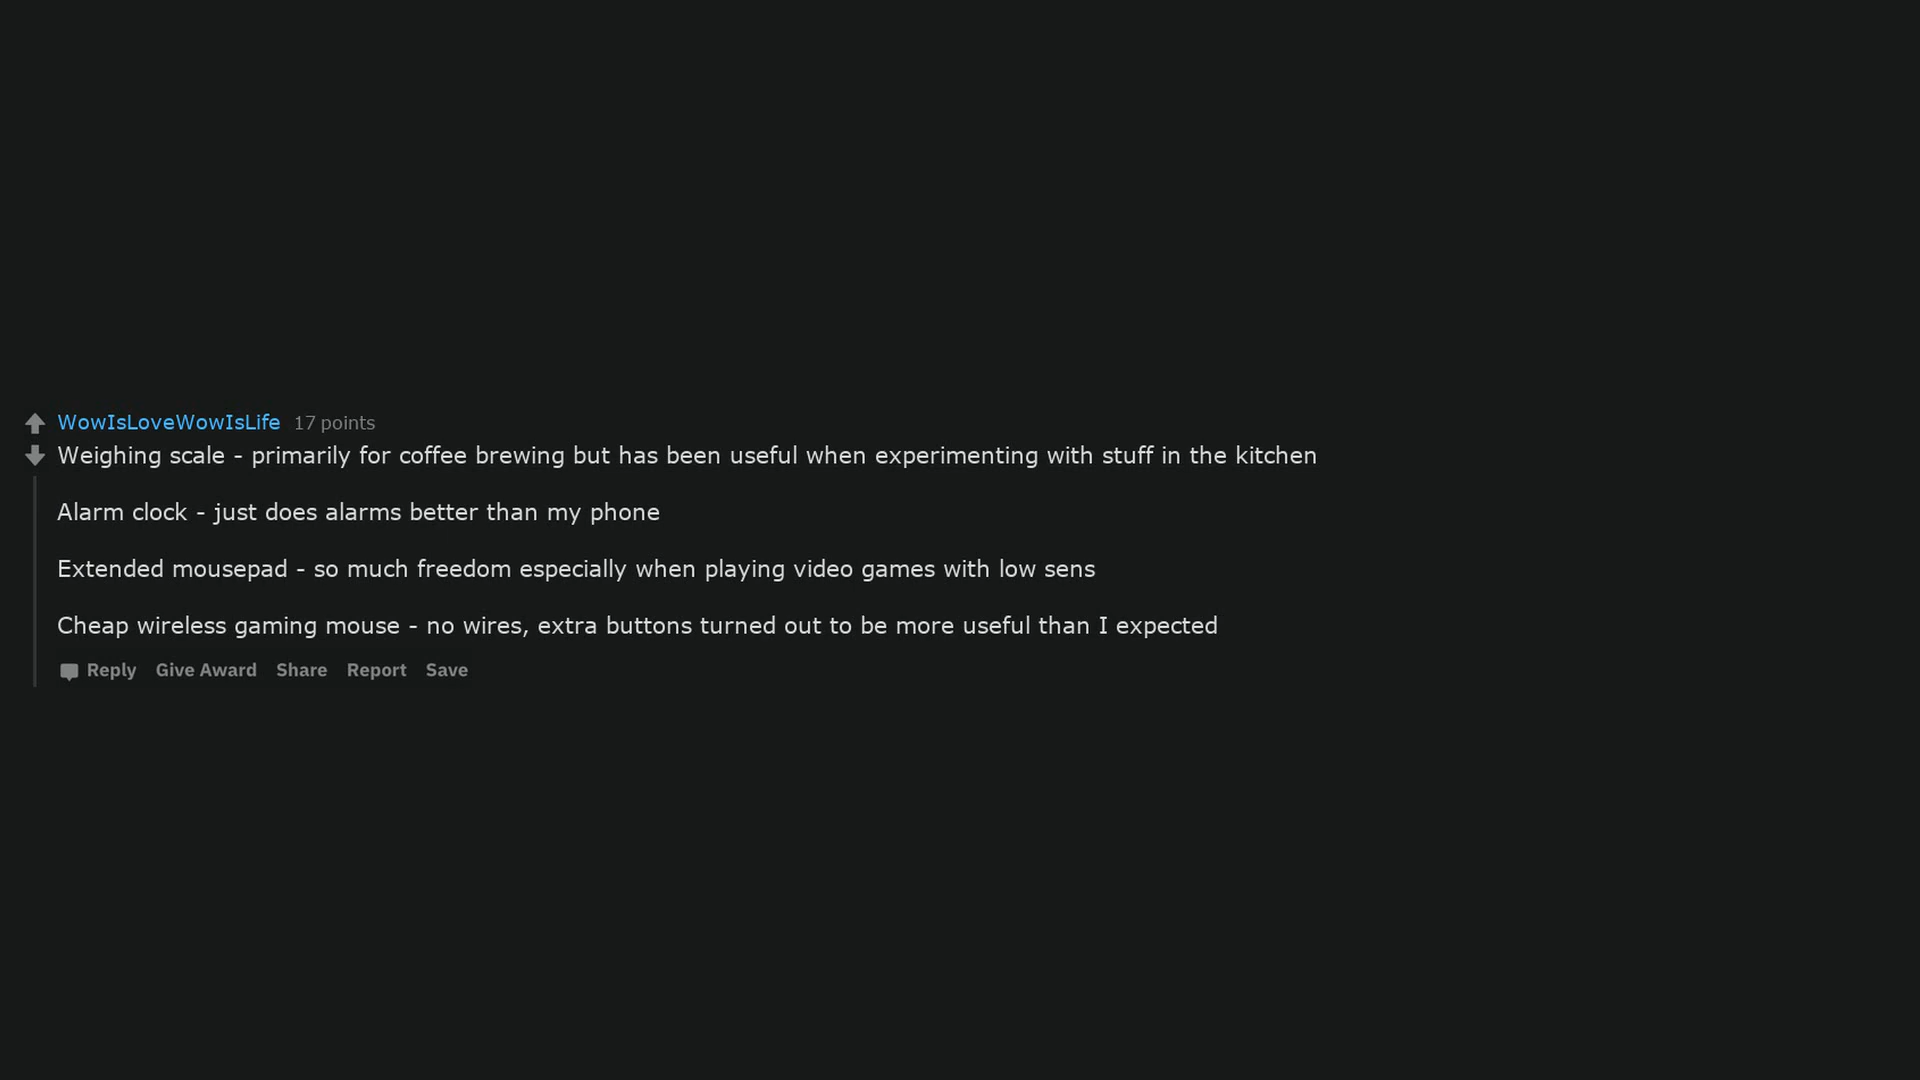 WowIsLoveWowIsLife 17 points
Weighing scale - primarily for coffee brewing but has been useful when experimenting with stuff in the kitchen
Alarm clock - just does alarms better than my phone
Extended mousepad - so much freedom especially when playing video games with low sens
Cheap wireless gaming mouse - no wires, extra buttons turned out to be more useful than I expected
Reply Give Award Share Report Save